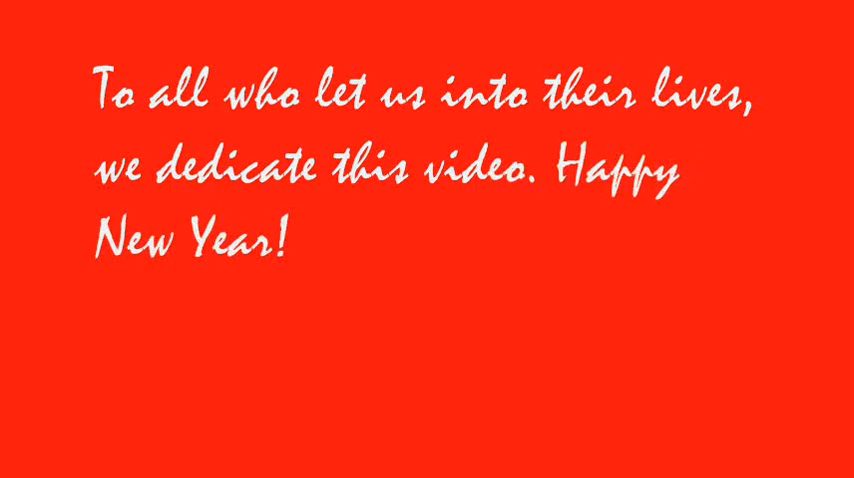 To all who let us into their lives,
we dedicate this video. Happy
New Year!